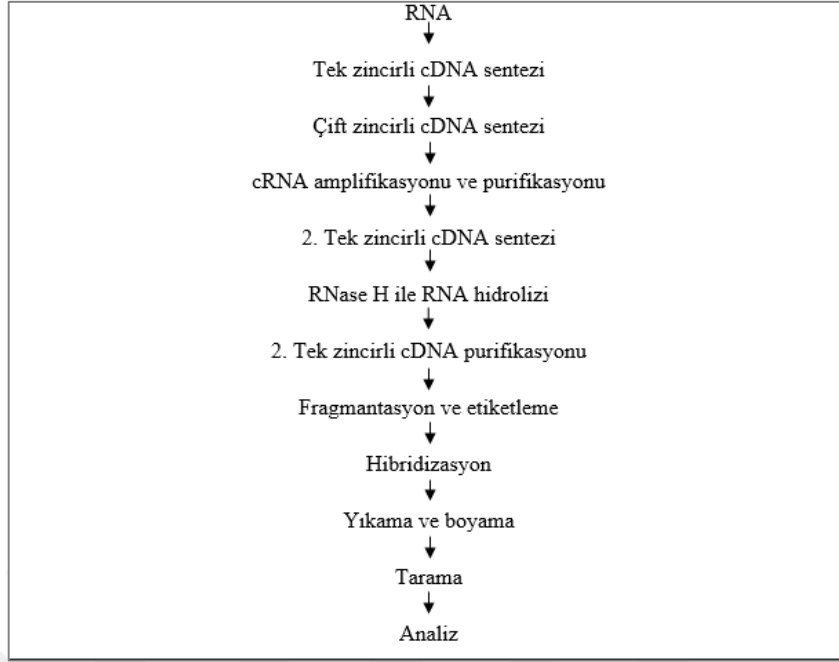 RNA
Tek zincirli cDNA sentezi
Çift zincirli cDNA sentezi
cRNA amplifikasyonu ve purifikasyonu
2. Tek zincirli cDNA sentezi
RNase H ile RNA hidrolizi
2. Tek zincirli cDNA purifikasyonu
Fragmantasyon ve etiketleme
Hibridizasyon
Yıkama ve boyama
Tarama
Analiz